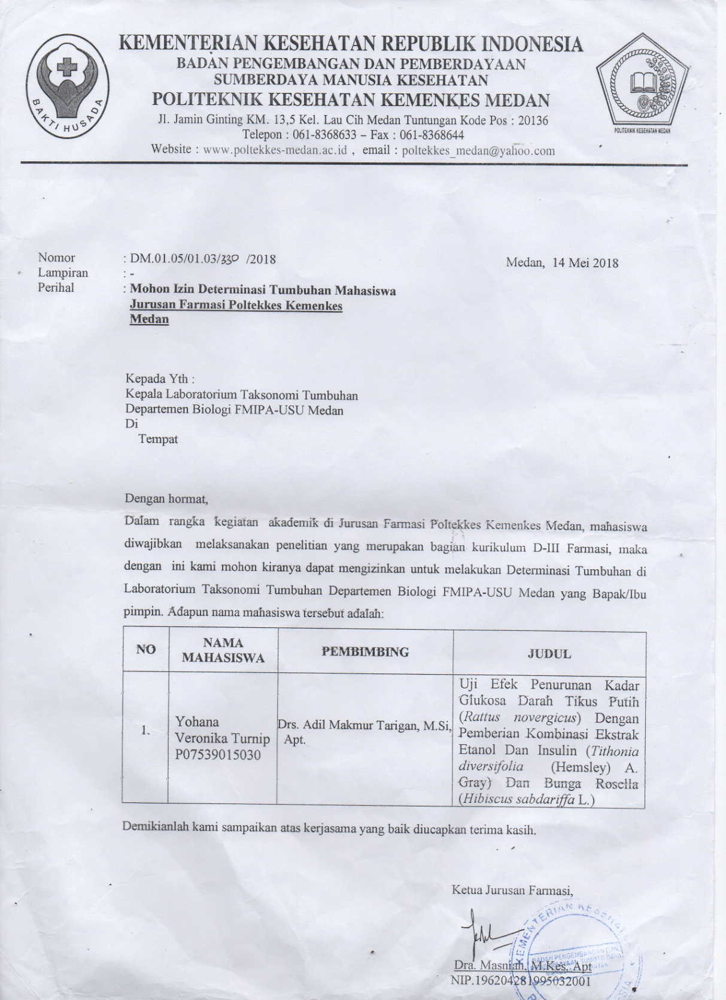 KEMENTERIAN KESEHATAN REPUBLIK INDONESIA
BADAN PENGEMBANGAN DAN PEMBERDAYAAN
SUMBERDAYA MANUSIA KESEHATAN
POLITEKNIK KESEHATAN KEMENKES MEDAN
Jl. Jamin Ginting KM. 13,5 Kel. Lau Cih Medan Tuntungan Kode Pos : 20136
Telepon : 061-8368633 – Fax : 061-8368644
Website : www.poltekkes-medan.ac.id , email : poltekkes_medan@yahoo.com
BAKTI HUSADA
POLITEKNIK KESEHATAN MEDAN
Nomor : DM.01.05/01.03/330 /2018
Medan, 14 Mei 2018
Lampiran : -
Perihal : Mohon Izin Determinasi Tumbuhan Mahasiswa
Jurusan Farmasi Poltekkes Kemenkes
Medan
Kepada Yth :
Kepala Laboratorium Taksonomi Tumbuhan
Departemen Biologi FMIPA-USU Medan
Di
Tempat
Dengan hormat,
Dalam rangka kegiatan akademik di Jurusan Farmasi Poltekkes Kemenkes Medan, mahasiswa
diwajibkan melaksanakan penelitian yang merupakan bagian kurikulum D-III Farmasi, maka
dengan ini kami mohon kiranya dapat mengizinkan untuk melakukan Determinasi Tumbuhan di
Laboratorium Taksonomi Tumbuhan Departemen Biologi FMIPA-USU Medan yang Bapak/Ibu
pimpin. Adapun nama mahasiswa tersebut adalah:
NO
NAMA
MAHASISWA
PEMBIMBING
JUDUL
1.
Yohana
Veronika Turnip
P07539015030
Drs. Adil Makmur Tarigan, M.Si,
Apt.
Uji Efek Penurunan Kadar
Glukosa Darah Tikus Putih
(Rattus novergicus) Dengan
Pemberian Kombinasi Ekstrak
Etanol Dan Insulin (Tithonia
diversifolia (Hemsley) A.
Gray) Dan Bunga Rosella
(Hibiscus sabdariffa L.)
Demikianlah kami sampaikan atas kerjasama yang baik diucapkan terima kasih.
Ketua Jurusan Farmasi,
KEMENTERIAN KESEHATAN
BADAN PENGEMBANGAN DAN
PEMBERDAYAAN SUMBER DAYA
MANUSIA KESEHATAN
Dra. Masniah, M.Kes, Apt
NIP.196204281995032001